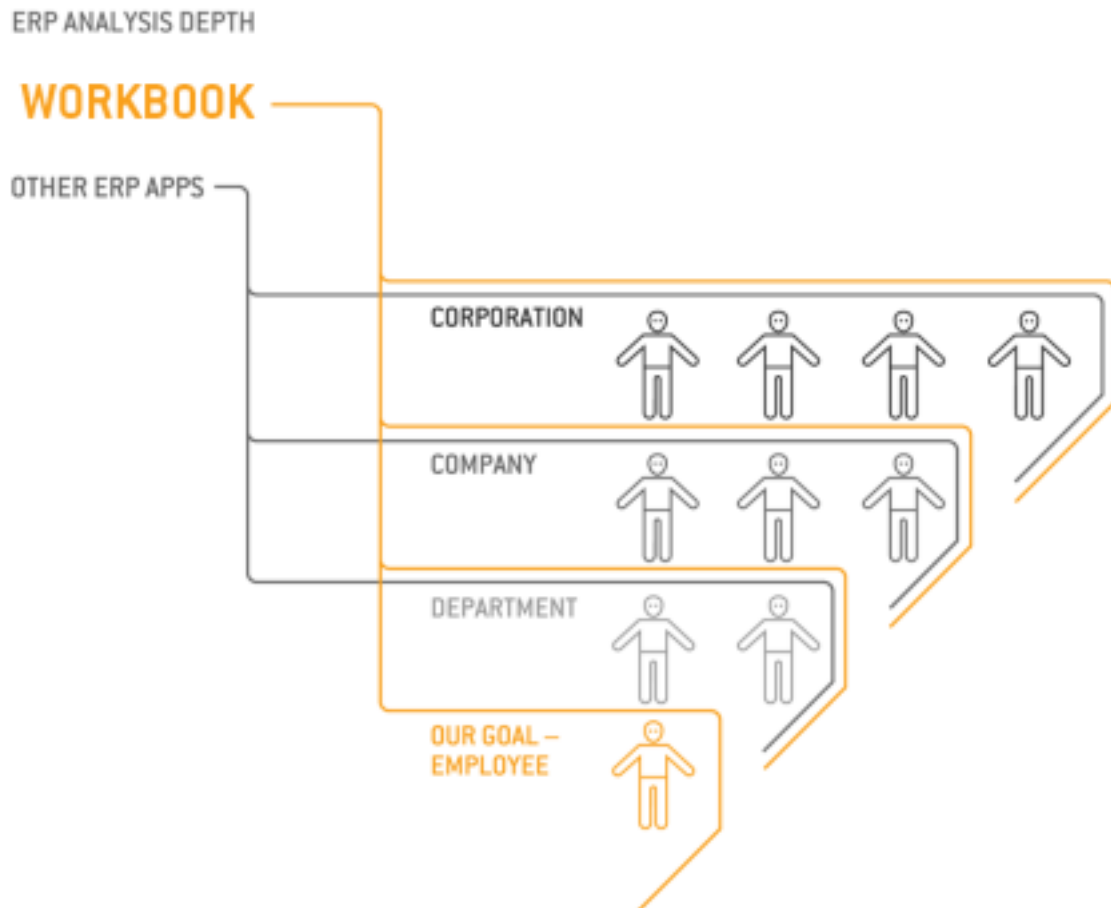 ERP ANALYSIS DEPTH
WORKBOOK
OTHER ERP APPS
CORPORATION
COMPANY
DEPARTMENT
OUR GOAL –
EMPLOYEE